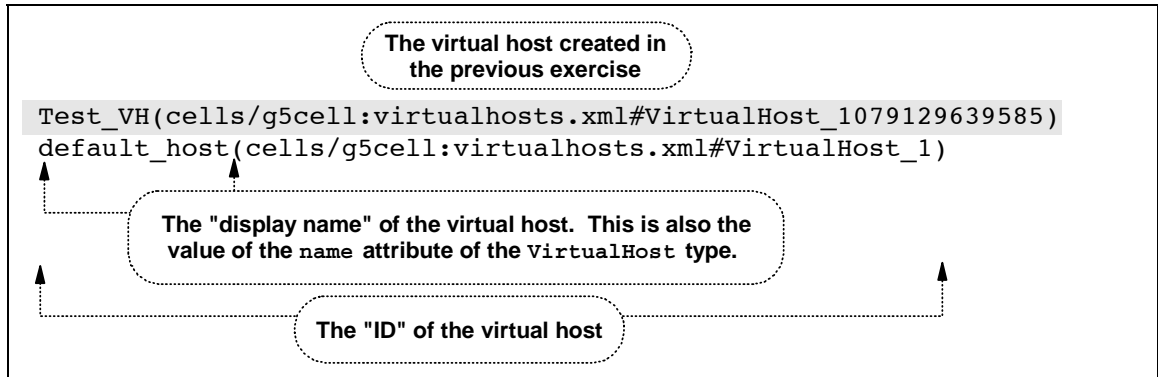 The virtual host created in
the previous exercise
Test_VH(cells/g5cell:virtualhosts.xml#VirtualHost_1079129639585)
default_host(cells/g5cell:virtualhosts.xml#VirtualHost_1)
The "display name" of the virtual host. This is also the
value of the name attribute of the VirtualHost type.
The "ID" of the virtual host